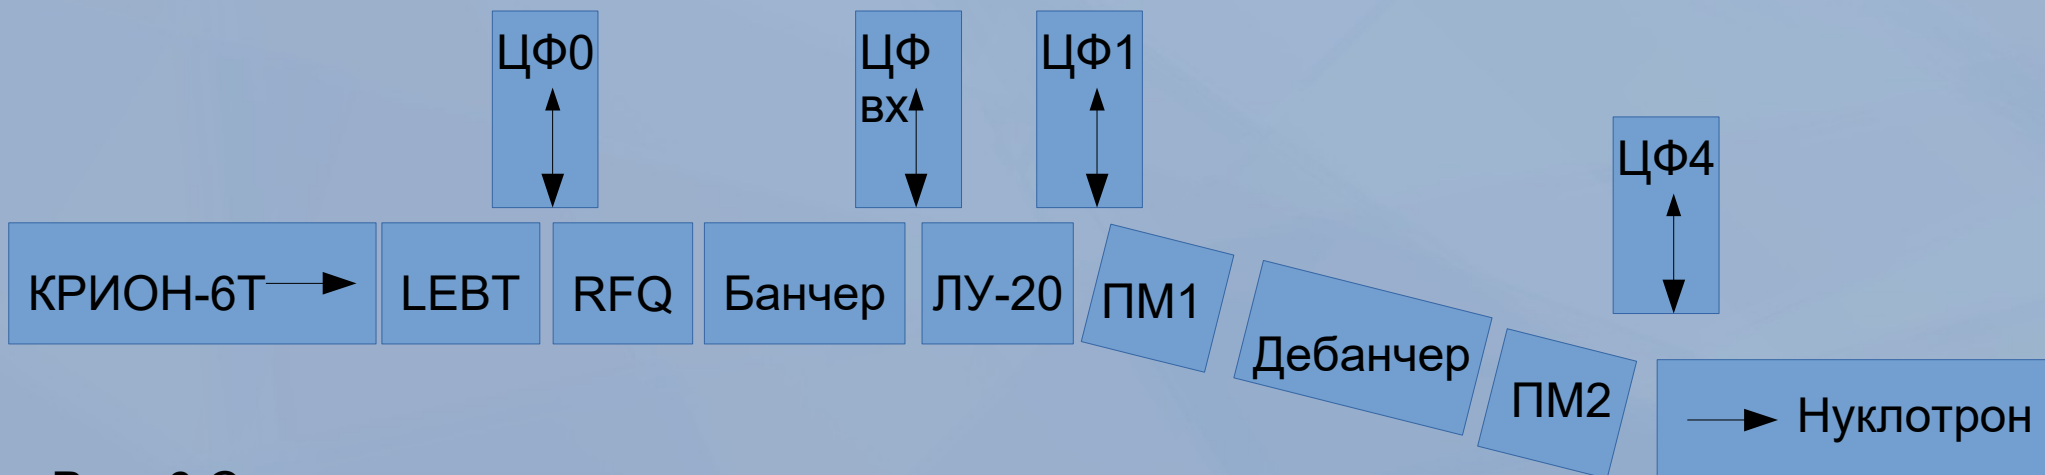 ЦФ0
ЦФ
вх
ЦФ1
ЦФ4
КРИОН-6Т
LEBT
RFQ
Банчер
ЛУ-20
ПМ1
Дебанчер
ПМ2
Нуклотрон